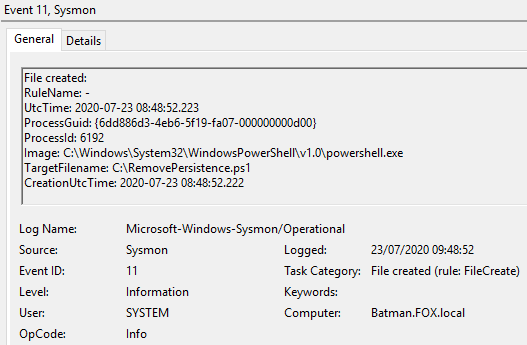 Event 11, Sysmon
General Details
File created:
RuleName: -
UtcTime: 2020-07-23 08:48:52.223
ProcessGuid: {6dd886d3-4eb6-5f19-fa07-000000000d00}
ProcessId: 6192
Image: C:\Windows\System32\WindowsPowerShell\v1.0\powershell.exe
TargetFilename: C:\RemovePersistence.ps1
CreationUtcTime: 2020-07-23 08:48:52.222
Log Name: Microsoft-Windows-Sysmon/Operational
Source: Sysmon Logged: 23/07/2020 09:48:52
Event ID: 11 Task Category: File created (rule: FileCreate)
Level: Information Keywords:
User: SYSTEM Computer: Batman.FOX.local
OpCode: Info